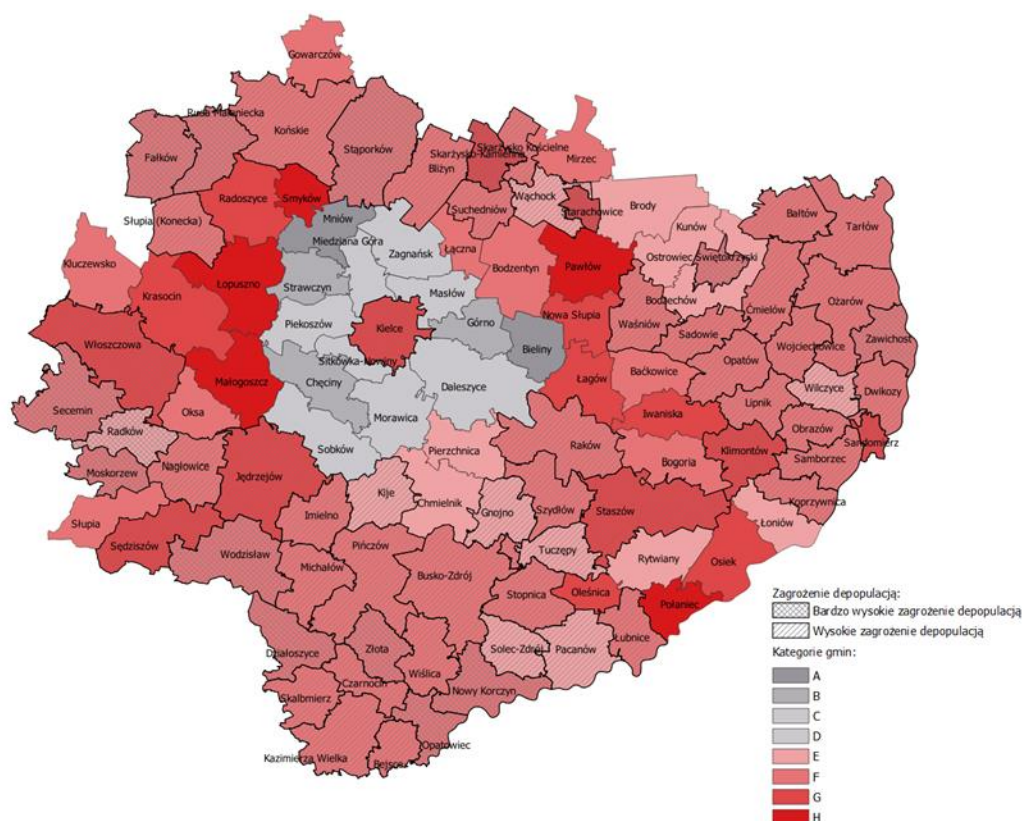 Gowarczów
Ruda Maleniecka
Końskie
Fałków
Stąporków
Skarżysko Kościelne
Skarżysko-Kamienna
Bliżyn
Mirzec
Radoszyce
Smyków
Wąchock
Starachowice
Brody
Słupia (Konecka)
Mniów
Suchedniów
Bałtów
Tarłów
Kunów
Miedziana Góra
Zagnańsk
Łączna
Ostrowiec Świętokrzyski
Kluczewsko
Łopuszno
Bodzentyn
Pawłów
Strawczyn
Masłów
Krasocin
Bodzechów
Ćmielów
Ożarów
Piekoszów
Kielce
Górno
Nowa Słupia
Waśniów
Sadowie
Wojciechowice
Zawichost
Włoszczowa
Bieliny
Sitkówka-Nowiny
Małogoszcz
Chęciny
Daleszyce
Łagów
Baćkowice
Opatów
Wilczyce
Dwikozy
Secemin
Oksa
Morawica
Iwaniska
Lipnik
Obrazów
Radków
Sobków
Pierzchnica
Raków
Klimontów
Sandomierz
Moskorzew
Nagłowice
Bogoria
Samborzec
Jędrzejów
Kije
Chmielnik
Gnojno
Szydłów
Staszów
Koprzywnica
Słupia
Imielno
Łoniów
Sędziszów
Wodzisław
Pińczów
Tuczępy
Rytwiany
Osiek
Michałów
Busko-Zdrój
Stopnica
Oleśnica
Połaniec
Działoszyce
Złota
Solec-Zdrój
Pacanów
Łubnice
Wiślica
Czarnocin
Skalbmierz
Nowy Korczyn
Kazimierza Wielka
Bejsce
Opatowiec
Zagrożenie depopulacją:
Bardzo wysokie zagrożenie depopulacją
Wysokie zagrożenie depopulacją
Kategorie gmin:
A
B
C
D
E
F
G
H